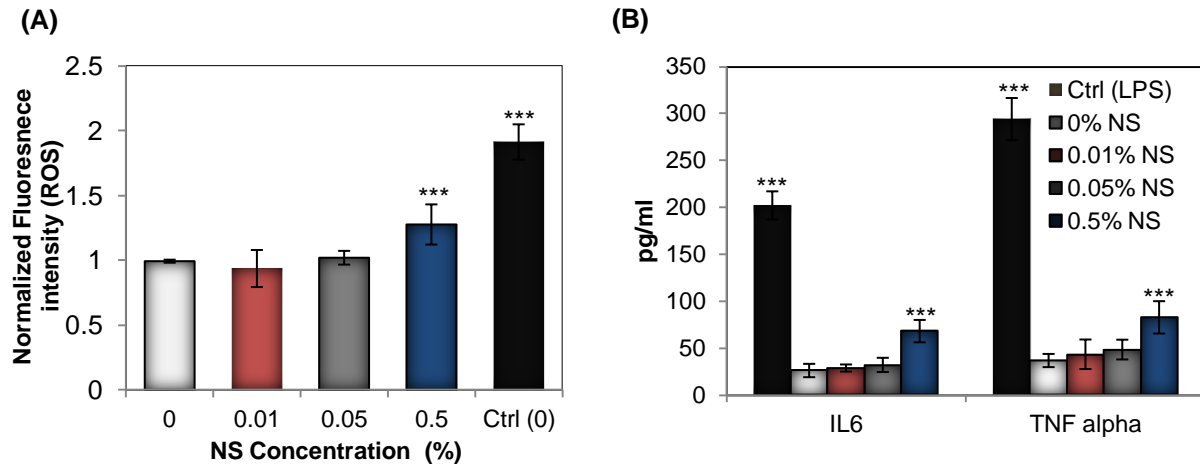 (A)
Normalized Fluoresnece
intensity (ROS)
2.5
2
1.5
1
0.5
0
***
***
0 0.01 0.05 0.5 Ctrl (0)
NS Concentration (%)
(B)
pg/ml
350
300
250
200
150
100
50
0
***
***
***
***
Ctrl (LPS)
0% NS
0.01% NS
0.05% NS
0.5% NS
IL6 TNF alpha